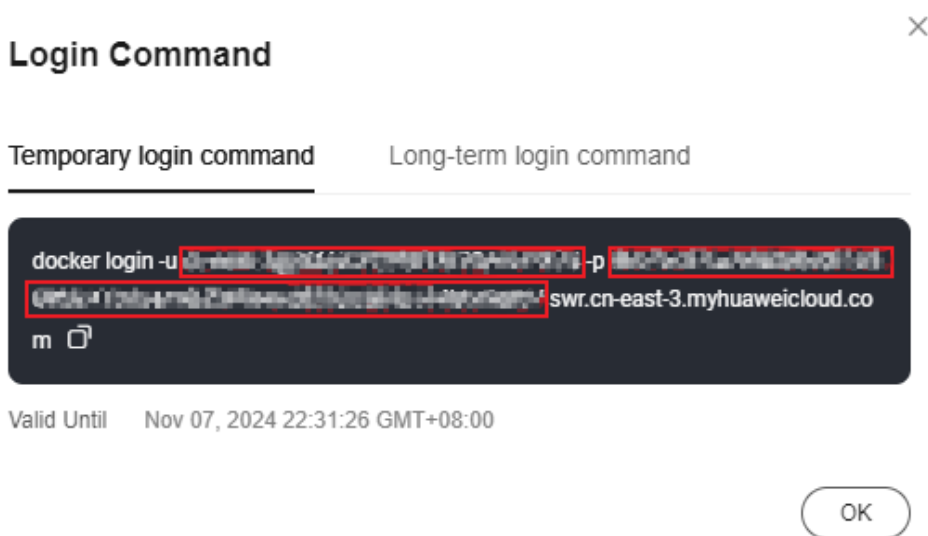 Login Command
Temporary login command
Long-term login command
docker login -u -p
swr.cn-east-3.myhuaweicloud.co
m
Valid Until Nov 07, 2024 22:31:26 GMT+08:00
OK